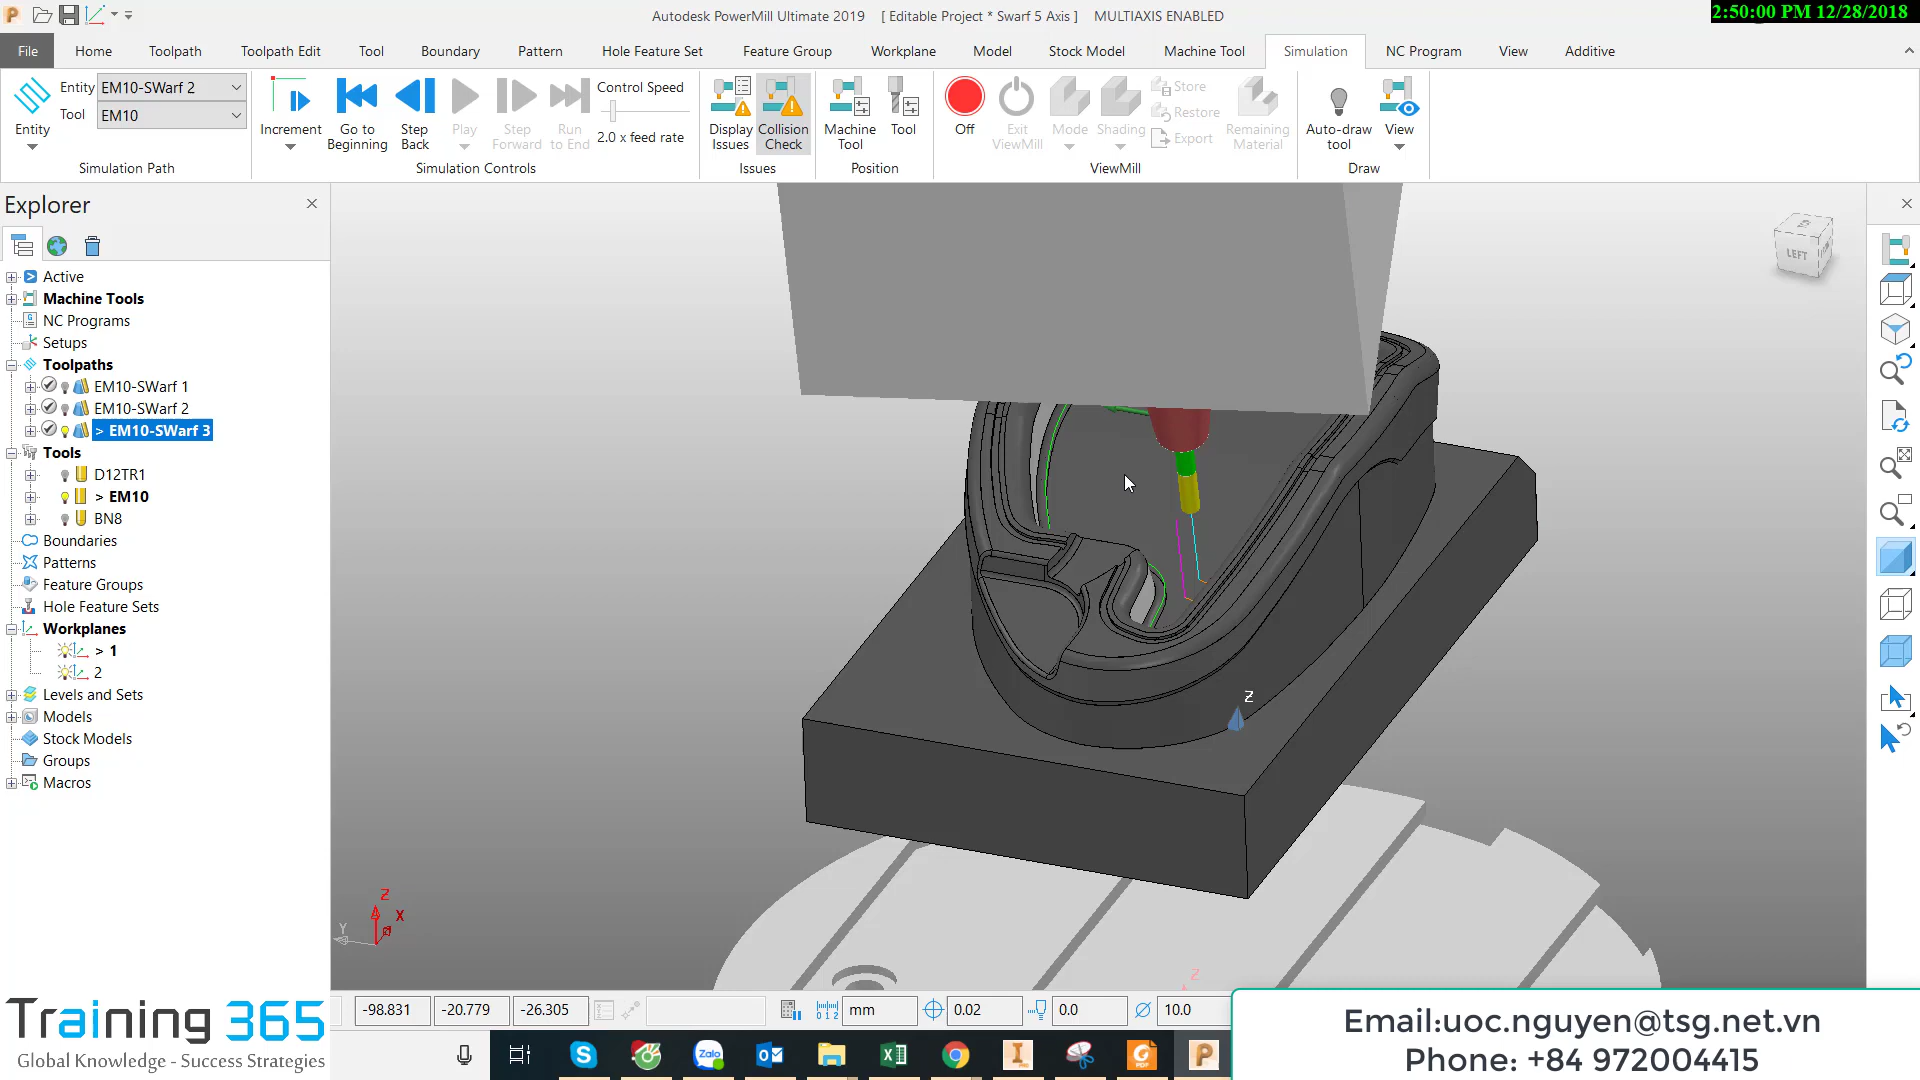 Autodesk PowerMill Ultimate 2019 [ Editable Project * Swarf 5 Axis ] MULTIAXIS ENABLED
2:50:00 PM 12/28/2018
File Home Toolpath Toolpath Edit Tool Boundary Pattern Hole Feature Set Feature Group Workplane Model Stock Model Machine Tool Simulation NC Program View Additive
Entity EM10-SWarf 2
Tool EM10
Entity
Simulation Path
Increment
Go to Beginning
Step Back
Play
Step Forward
Run to End
Control Speed
2.0 x feed rate
Simulation Controls
Display Issues
Collision Check
Issues
Machine Tool
Tool
Position
Off
Exit ViewMill
Mode
Shading
Store
Restore
Export
Remaining Material
ViewMill
Auto-draw tool
View
Draw
Explorer
Active
Machine Tools
NC Programs
Setups
Toolpaths
EM10-SWarf 1
EM10-SWarf 2
> EM10-SWarf 3
Tools
D12TR1
> EM10
BN8
Boundaries
Patterns
Feature Groups
Hole Feature Sets
Workplanes
> 1
2
Levels and Sets
Models
Stock Models
Groups
Macros
LEFT
Z
Z
X
Y
Z
-98.831 -20.779 -26.305 mm 0.02 0.0 10.0
Training 365
Global Knowledge - Success Strategies
Zalo
Email:uoc.nguyen@tsg.net.vn
Phone: +84 972004415